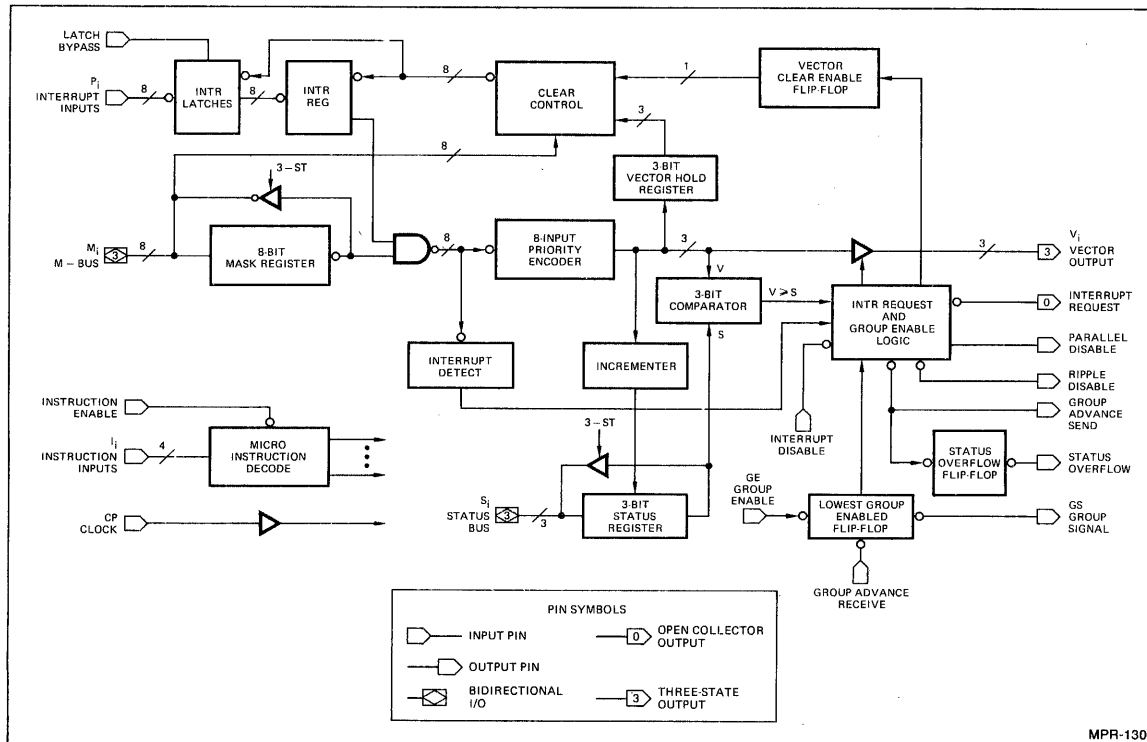 LATCH
BYPASS
Pi
INTERRUPT
INPUTS
8
INTR
LATCHES
8
INTR
REG
8
CLEAR
CONTROL
1
VECTOR
CLEAR ENABLE
FLIP-FLOP
3
8
3-BIT
VECTOR HOLD
REGISTER
3-ST
Mi
M-BUS
3
8
8-BIT
MASK REGISTER
8
8-INPUT
PRIORITY
ENCODER
3
V
3-BIT
COMPARATOR
S
V ⩾ S
3
3
Vi
VECTOR
OUTPUT
INTR REQUEST
AND
GROUP ENABLE
LOGIC
0
INTERRUPT
REQUEST
PARALLEL
DISABLE
RIPPLE
DISABLE
GROUP
ADVANCE
SEND
INTERRUPT
DETECT
INCREMENTER
INTERRUPT
DISABLE
STATUS
OVERFLOW
FLIP-FLOP
STATUS
OVERFLOW
INSTRUCTION
ENABLE
Ii
INSTRUCTION
INPUTS
4
MICRO
INSTRUCTION
DECODE
CP
CLOCK
3-ST
Si
STATUS
BUS
3
3
3-BIT
STATUS
REGISTER
GE
GROUP
ENABLE
LOWEST GROUP
ENABLED
FLIP-FLOP
GS
GROUP
SIGNAL
GROUP ADVANCE
RECEIVE
PIN SYMBOLS
INPUT PIN
0
OPEN COLLECTOR
OUTPUT
OUTPUT PIN
BIDIRECTIONAL
I/O
3
THREE-STATE
OUTPUT
MPR-130